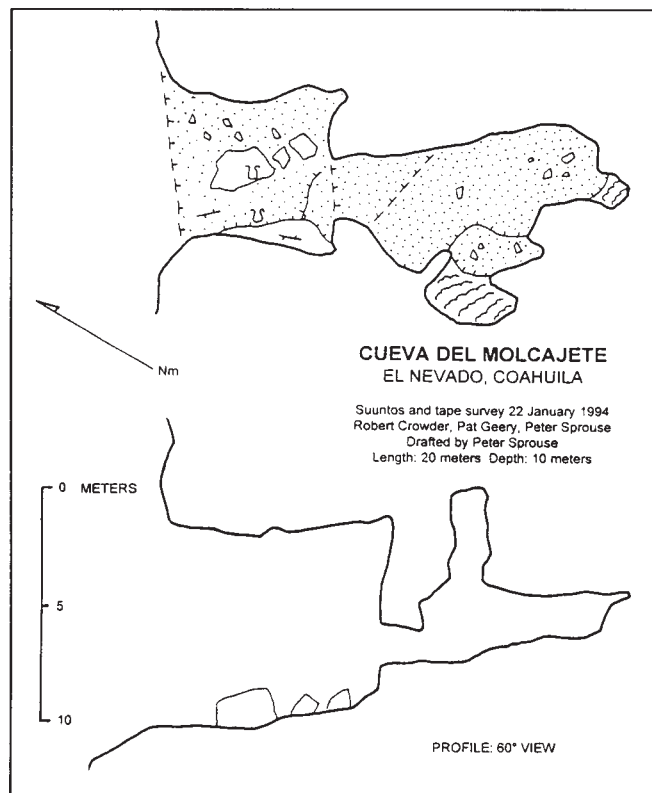 Nm
CUEVA DEL MOLCAJETE
EL NEVADO, COAHUILA
Suuntos and tape survey 22 January 1994
Robert Crowder, Pat Geery, Peter Sprouse
Drafted by Peter Sprouse
Length: 20 meters Depth: 10 meters
0 METERS
5
10
PROFILE: 60° VIEW